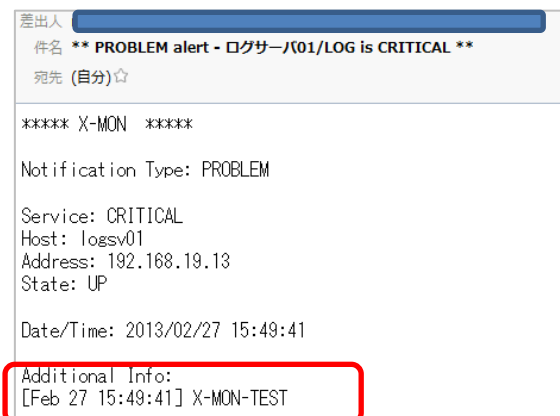 差出人
件名 ** PROBLEM alert - ログサーバ01/LOG is CRITICAL **
宛先 (自分)☆
***** X-MON *****
Notification Type: PROBLEM
Service: CRITICAL
Host: logsv01
Address: 192.168.19.13
State: UP
Date/Time: 2013/02/27 15:49:41
Additional Info:
[Feb 27 15:49:41] X-MON-TEST